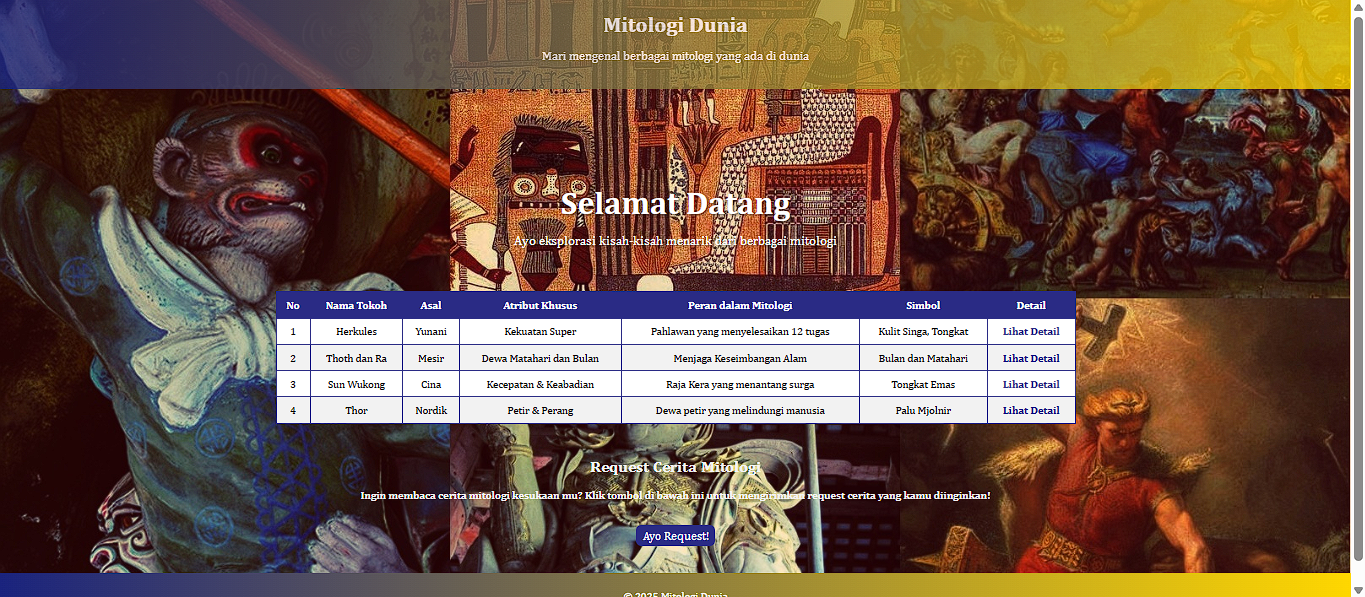 Mitologi Dunia
Mari mengenal berbagai mitologi yang ada di dunia
Selamat Datang
Ayo eksplorasi kisah-kisah menarik dari berbagai mitologi
No Nama Tokoh Asal Atribut Khusus Peran dalam Mitologi Simbol Detail
1 Herkules Yunani Kekuatan Super Pahlawan yang menyelesaikan 12 tugas Kulit Singa, Tongkat Lihat Detail
2 Thoth dan Ra Mesir Dewa Matahari dan Bulan Menjaga Keseimbangan Alam Bulan dan Matahari Lihat Detail
3 Sun Wukong Cina Kecepatan & Keabadian Raja Kera yang menantang surga Tongkat Emas Lihat Detail
4 Thor Nordik Petir & Perang Dewa petir yang melindungi manusia Palu Mjolnir Lihat Detail
Request Cerita Mitologi
Ingin membaca cerita mitologi kesukaan mu? Klik tombol di bawah ini untuk mengirimkan request cerita yang kamu diinginkan!
Ayo Request!
© 2025 Mitologi Dunia